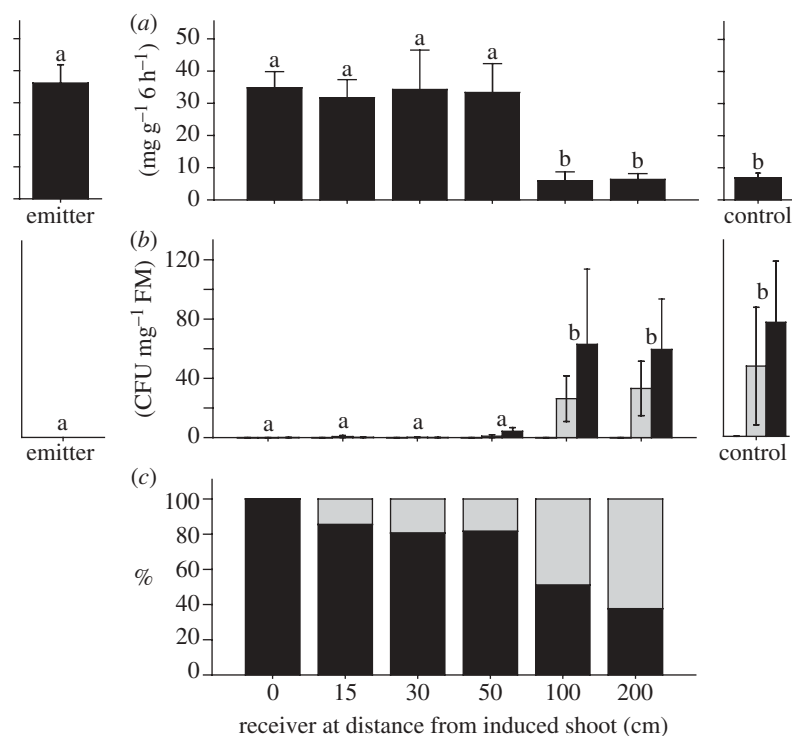 (a)
50
40
30
20
10
0
(mg g⁻¹ 6 h⁻¹)
a
a
a
a
a
b
b
b
emitter
control
(b)
120
80
40
0
(CFU mg⁻¹ FM)
a
a
a
a
a
b
b
b
emitter
control
(c)
100
80
60
40
20
0
%
0 15 30 50 100 200
receiver at distance from induced shoot (cm)